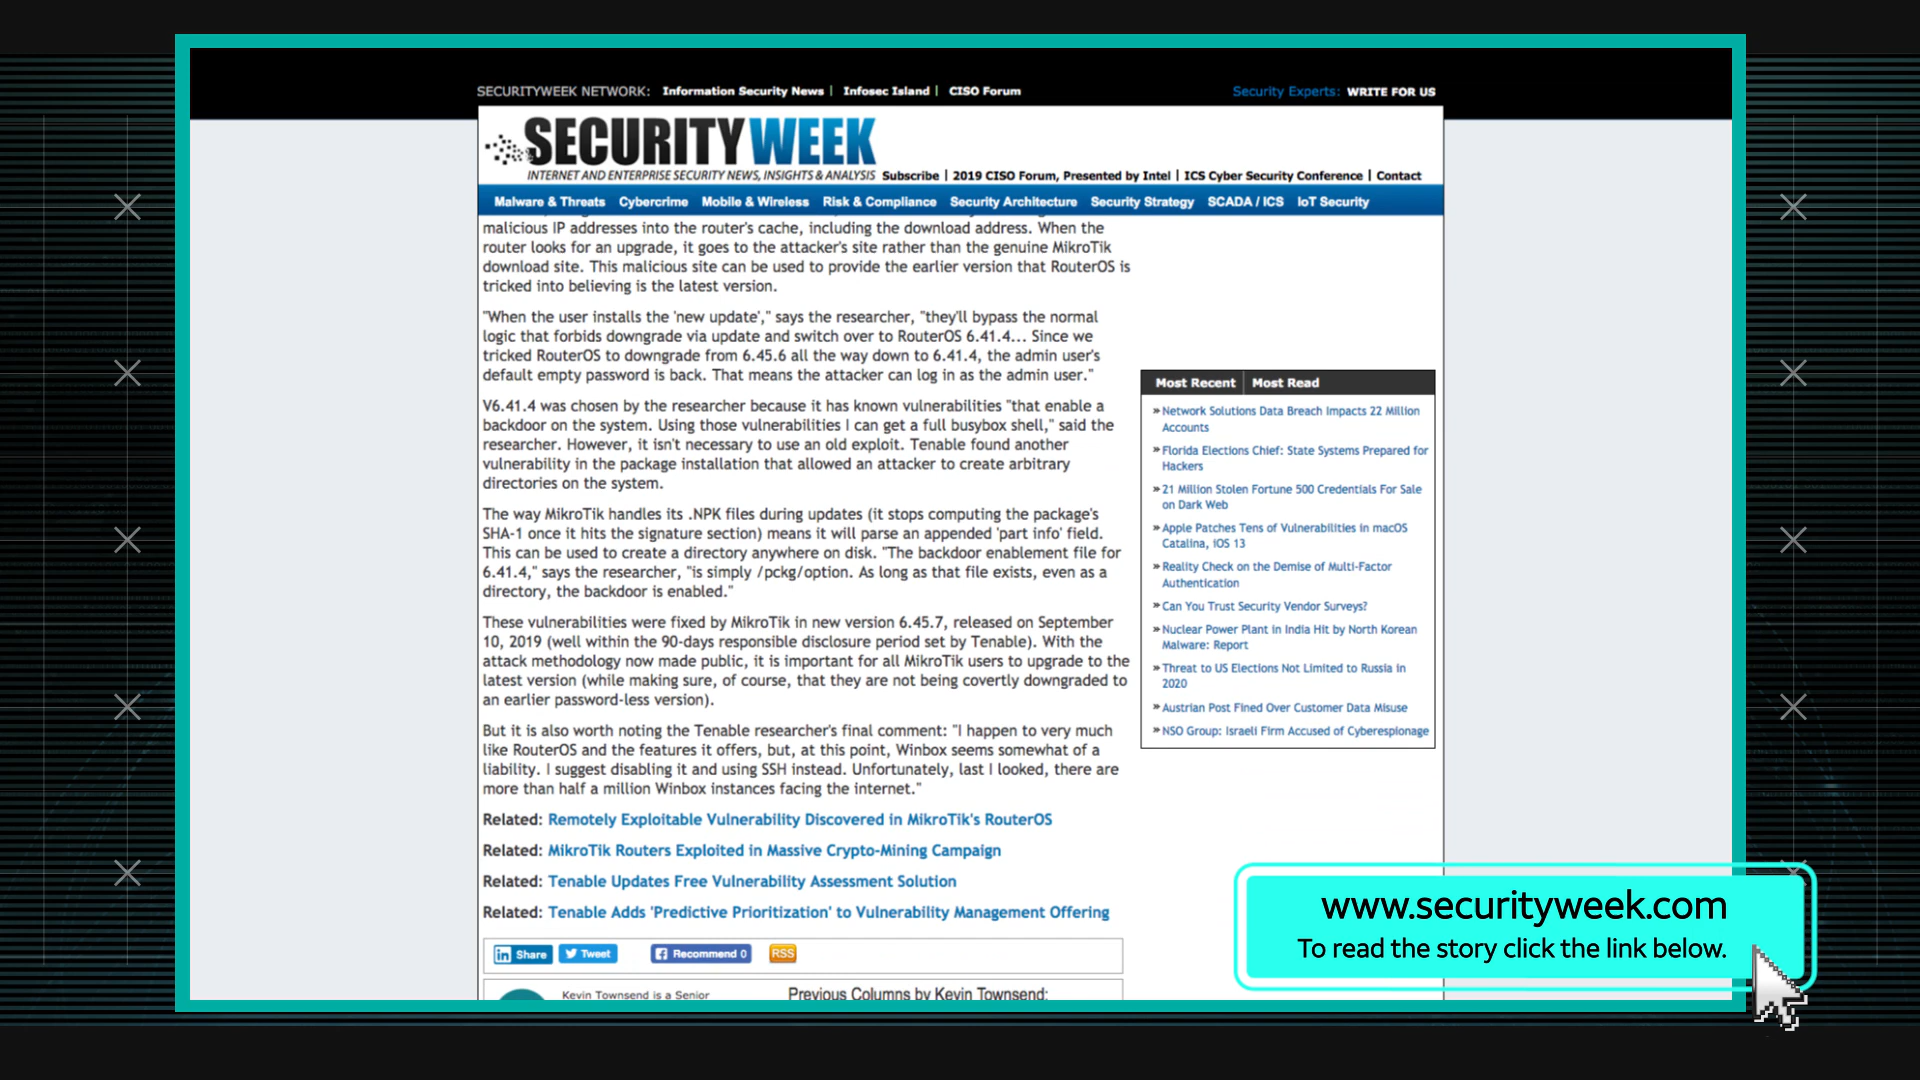 SECURITYWEEK NETWORK: Information Security News | Infosec Island | CISO Forum
Security Experts: WRITE FOR US
SECURITYWEEK
INTERNET AND ENTERPRISE SECURITY NEWS, INSIGHTS & ANALYSIS
Subscribe | 2019 CISO Forum, Presented by Intel | ICS Cyber Security Conference | Contact
Malware & Threats Cybercrime Mobile & Wireless Risk & Compliance Security Architecture Security Strategy SCADA / ICS IoT Security
malicious IP addresses into the router's cache, including the download address. When the
router looks for an upgrade, it goes to the attacker's site rather than the genuine MikroTik
download site. This malicious site can be used to provide the earlier version that RouterOS is
tricked into believing is the latest version.
"When the user installs the 'new update'," says the researcher, "they'll bypass the normal
logic that forbids downgrade via update and switch over to RouterOS 6.41.4... Since we
tricked RouterOS to downgrade from 6.45.6 all the way down to 6.41.4, the admin user's
default empty password is back. That means the attacker can log in as the admin user."
V6.41.4 was chosen by the researcher because it has known vulnerabilities "that enable a
backdoor on the system. Using those vulnerabilities I can get a full busybox shell," said the
researcher. However, it isn't necessary to use an old exploit. Tenable found another
vulnerability in the package installation that allowed an attacker to create arbitrary
directories on the system.
The way MikroTik handles its .NPK files during updates (it stops computing the package's
SHA-1 once it hits the signature section) means it will parse an appended 'part info' field.
This can be used to create a directory anywhere on disk. "The backdoor enablement file for
6.41.4," says the researcher, "is simply /pckg/option. As long as that file exists, even as a
directory, the backdoor is enabled."
These vulnerabilities were fixed by MikroTik in new version 6.45.7, released on September
10, 2019 (well within the 90-days responsible disclosure period set by Tenable). With the
attack methodology now made public, it is important for all MikroTik users to upgrade to the
latest version (while making sure, of course, that they are not being covertly downgraded to
an earlier password-less version).
But it is also worth noting the Tenable researcher's final comment: "I happen to very much
like RouterOS and the features it offers, but, at this point, Winbox seems somewhat of a
liability. I suggest disabling it and using SSH instead. Unfortunately, last I looked, there are
more than half a million Winbox instances facing the internet."
Related: Remotely Exploitable Vulnerability Discovered in MikroTik's RouterOS
Related: MikroTik Routers Exploited in Massive Crypto-Mining Campaign
Related: Tenable Updates Free Vulnerability Assessment Solution
Related: Tenable Adds 'Predictive Prioritization' to Vulnerability Management Offering
in Share Tweet f Recommend 0 RSS
Kevin Townsend is a Senior
Previous Columns by Kevin Townsend:
Most Recent Most Read
» Network Solutions Data Breach Impacts 22 Million
Accounts
» Florida Elections Chief: State Systems Prepared for
Hackers
» 21 Million Stolen Fortune 500 Credentials For Sale
on Dark Web
» Apple Patches Tens of Vulnerabilities in macOS
Catalina, iOS 13
» Reality Check on the Demise of Multi-Factor
Authentication
» Can You Trust Security Vendor Surveys?
» Nuclear Power Plant in India Hit by North Korean
Malware: Report
» Threat to US Elections Not Limited to Russia in
2020
» Austrian Post Fined Over Customer Data Misuse
» NSO Group: Israeli Firm Accused of Cyberespionage
www.securityweek.com
To read the story click the link below.